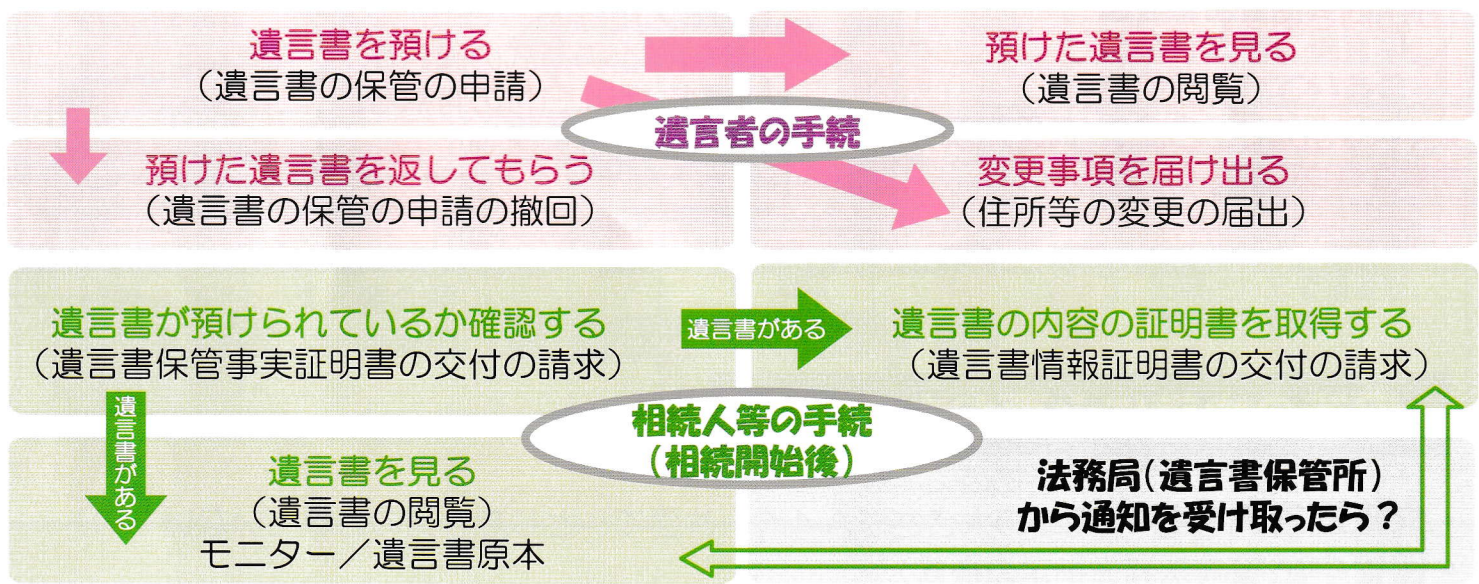 遺言書を預ける
（遺言書の保管の申請）
預けた遺言書を見る
（遺言書の閲覧）
遺言者の手続
預けた遺言書を返してもらう
（遺言書の保管の申請の撤回）
変更事項を届け出る
（住所等の変更の届出）
遺言書が預けられているか確認する
（遺言書保管事実証明書の交付の請求）
遺言書がある
遺言書の内容の証明書を取得する
（遺言書情報証明書の交付の請求）
遺言書がある
相続人等の手続
（相続開始後）
遺言書を見る
（遺言書の閲覧）
モニター／遺言書原本
法務局（遺言書保管所）
から通知を受け取ったら？